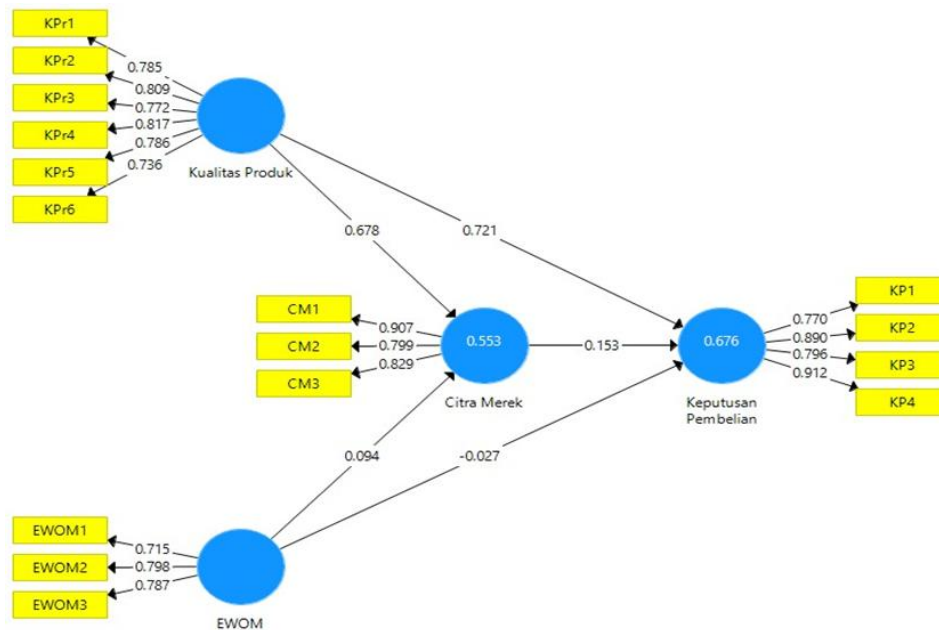 KPr1
KPr2
KPr3
KPr4
KPr5
KPr6
0.785
0.809
0.772
0.817
0.786
0.736
Kualitas Produk
0.678
0.721
CM1
CM2
CM3
0.907
0.799
0.829
0.553
Citra Merek
0.153
0.676
Keputusan
Pembelian
0.770
0.890
0.796
0.912
KP1
KP2
KP3
KP4
0.094
-0.027
EWOM1
EWOM2
EWOM3
0.715
0.798
0.787
EWOM